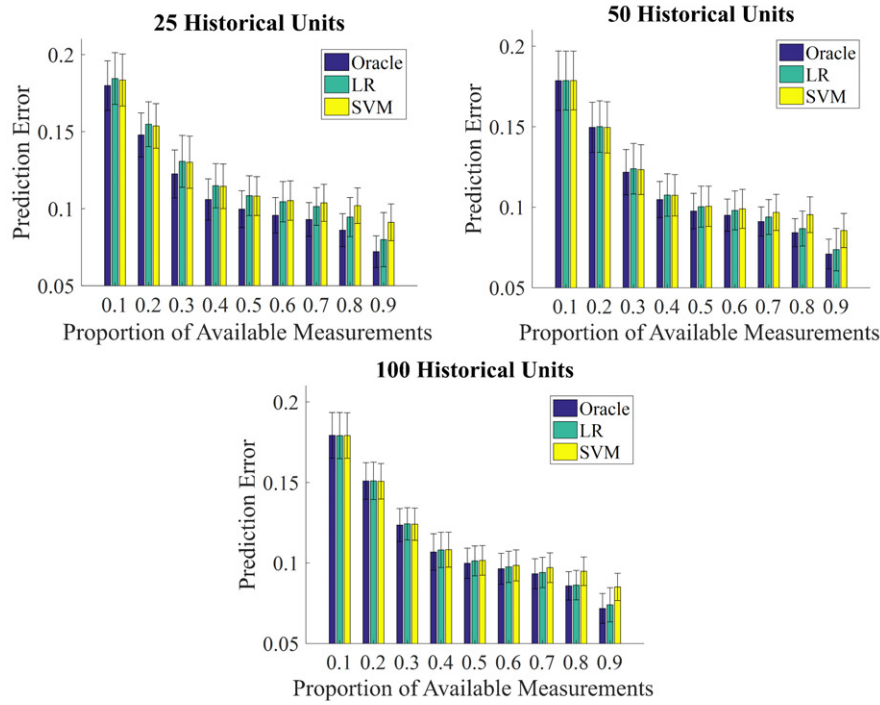 25 Historical Units
Prediction Error
0.2
0.15
0.1
0.05
Oracle
LR
SVM
0.1 0.2 0.3 0.4 0.5 0.6 0.7 0.8 0.9
Proportion of Available Measurements
50 Historical Units
Prediction Error
0.2
0.15
0.1
0.05
Oracle
LR
SVM
0.1 0.2 0.3 0.4 0.5 0.6 0.7 0.8 0.9
Proportion of Available Measurements
100 Historical Units
Prediction Error
0.2
0.15
0.1
0.05
Oracle
LR
SVM
0.1 0.2 0.3 0.4 0.5 0.6 0.7 0.8 0.9
Proportion of Available Measurements